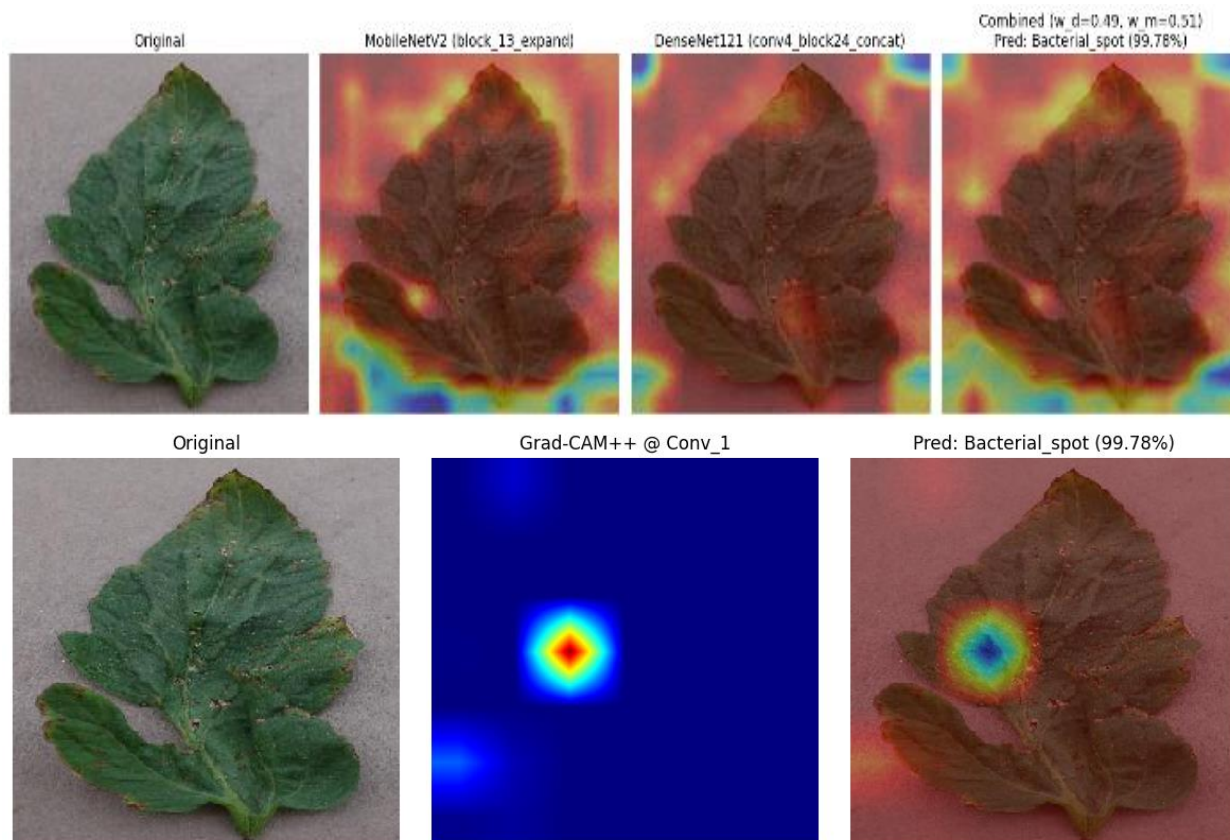 Original
MobileNetV2 (block_13_expand)
DenseNet121 (conv4_block24_concat)
Combined (w_d=0.49, w_m=0.51)
Pred: Bacterial_spot (99.78%)
Original
Grad-CAM++ @ Conv_1
Pred: Bacterial_spot (99.78%)